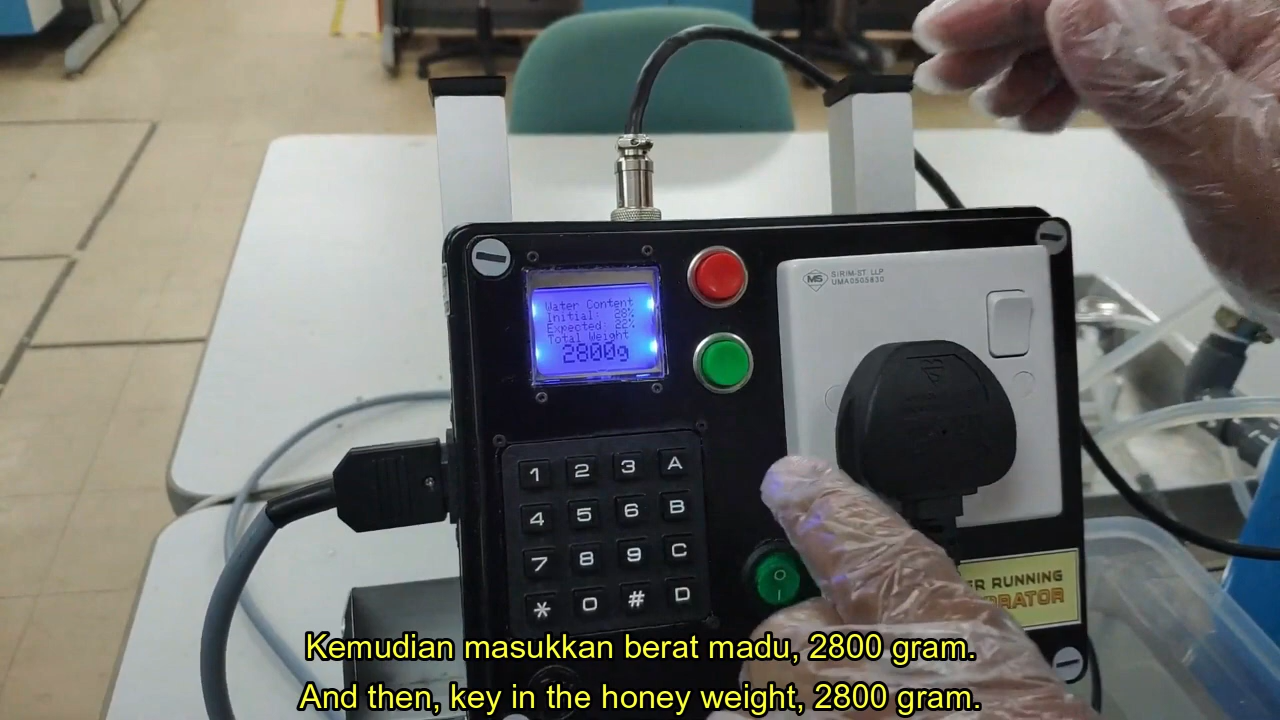 MS SIRIM-ST LLP
UMA0505830
Water Content
Initial: 28%
Expected: 22%
Total Weight
2800g
1 2 3 A
4 5 6 B
7 8 9 C
* 0 # D
RUNNING
Kemudian masukkan berat madu, 2800 gram.
And then, key in the honey weight, 2800 gram.